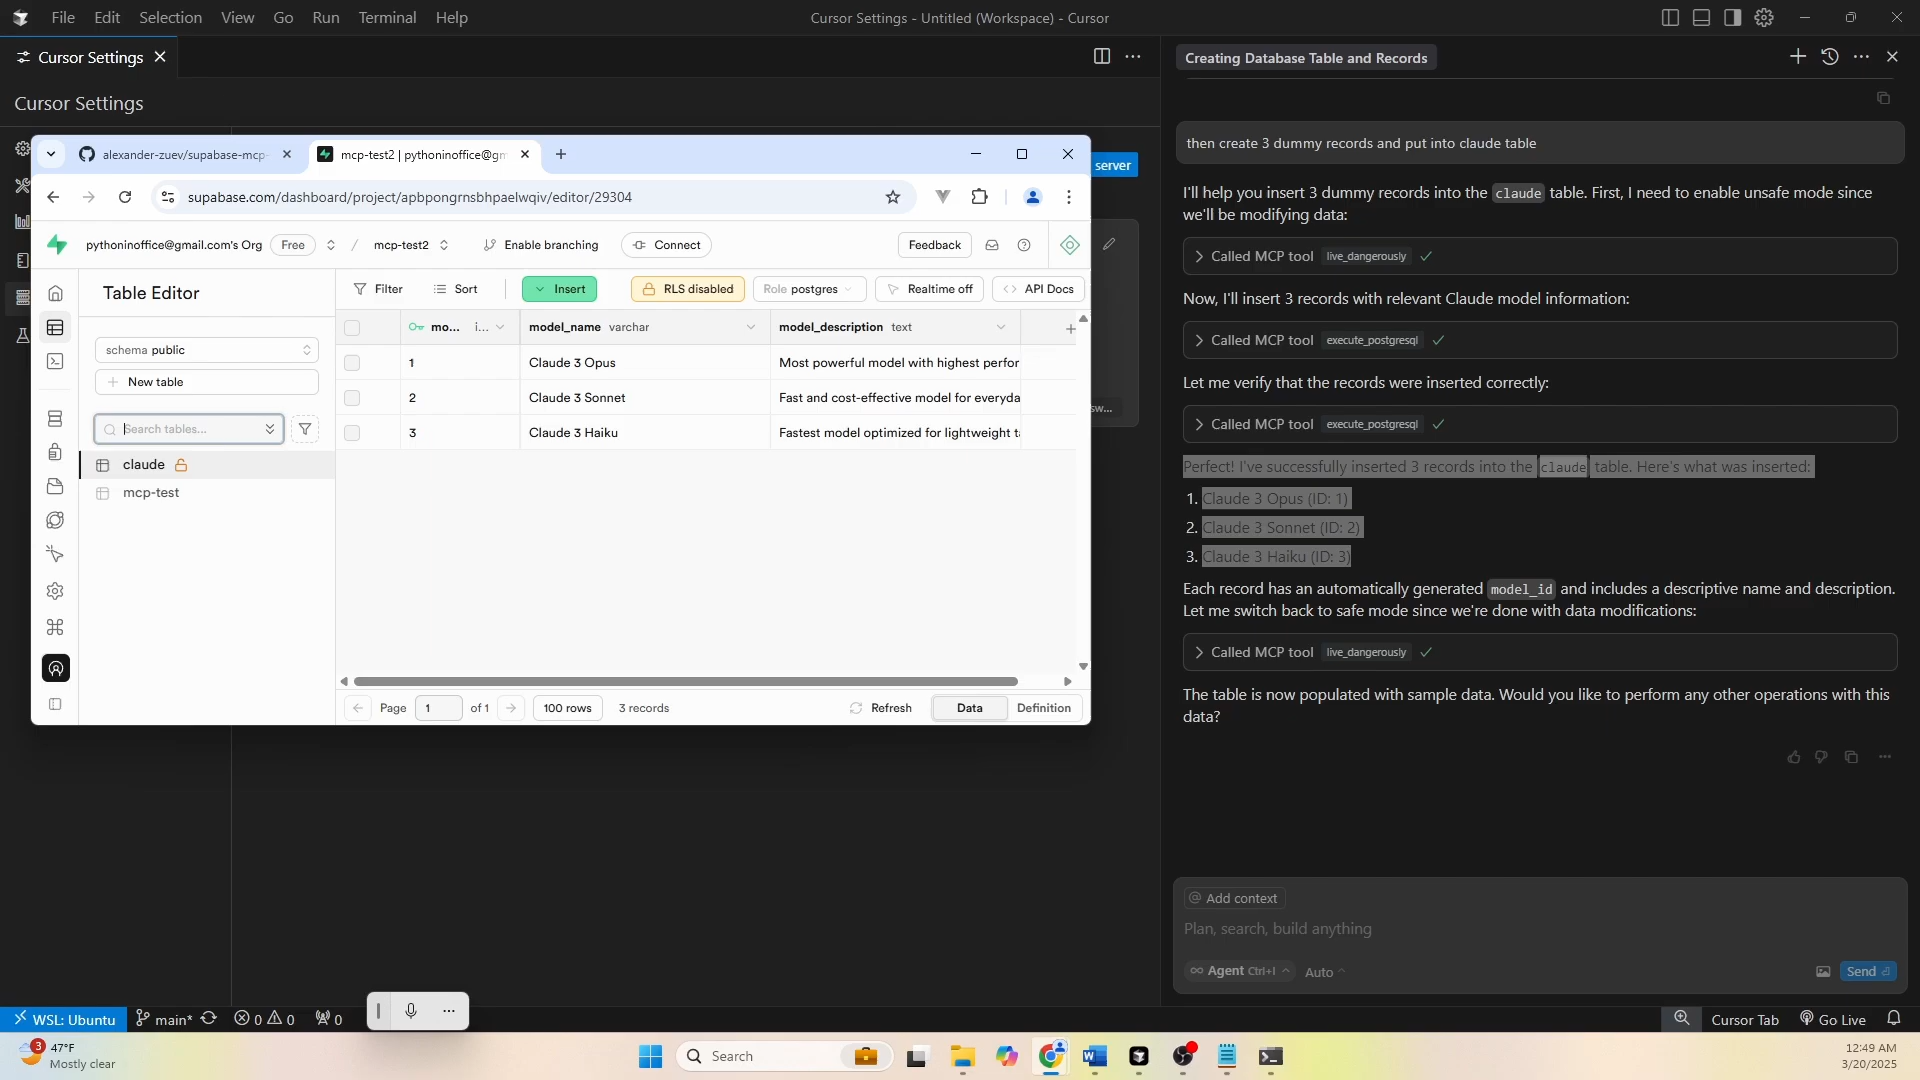 File Edit Selection View Go Run Terminal Help
Cursor Settings - Untitled (Workspace) - Cursor
Cursor Settings
Creating Database Table and Records
Cursor Settings
server
alexander-zuev/supabase-mcp-
mcp-test2 | pythoninoffice@gm
supabase.com/dashboard/project/apbpongrnsbhpaelwqiv/editor/29304
pythoninoffice@gmail.com's Org Free / mcp-test2 Enable branching Connect Feedback
Table Editor
Filter Sort Insert RLS disabled Role postgres Realtime off API Docs
schema public
New table
Search tables...
claude
mcp-test
mo... i... model_name varchar model_description text
1 Claude 3 Opus Most powerful model with highest perfor
2 Claude 3 Sonnet Fast and cost-effective model for everyda
3 Claude 3 Haiku Fastest model optimized for lightweight t
Page 1 of 1 100 rows 3 records Refresh Data Definition
sw...
then create 3 dummy records and put into claude table
I'll help you insert 3 dummy records into the claude table. First, I need to enable unsafe mode since
we'll be modifying data:
Called MCP tool live_dangerously
Now, I'll insert 3 records with relevant Claude model information:
Called MCP tool execute_postgresql
Let me verify that the records were inserted correctly:
Called MCP tool execute_postgresql
Perfect! I've successfully inserted 3 records into the claude table. Here's what was inserted:
1. Claude 3 Opus (ID: 1)
2. Claude 3 Sonnet (ID: 2)
3. Claude 3 Haiku (ID: 3)
Each record has an automatically generated model_id and includes a descriptive name and description.
Let me switch back to safe mode since we're done with data modifications:
Called MCP tool live_dangerously
The table is now populated with sample data. Would you like to perform any other operations with this
data?
@ Add context
Plan, search, build anything
Agent Ctrl+I Auto Send
WSL: Ubuntu main* 0 0 0
Cursor Tab Go Live
3
47°F
Mostly clear
Search
12:49 AM
3/20/2025